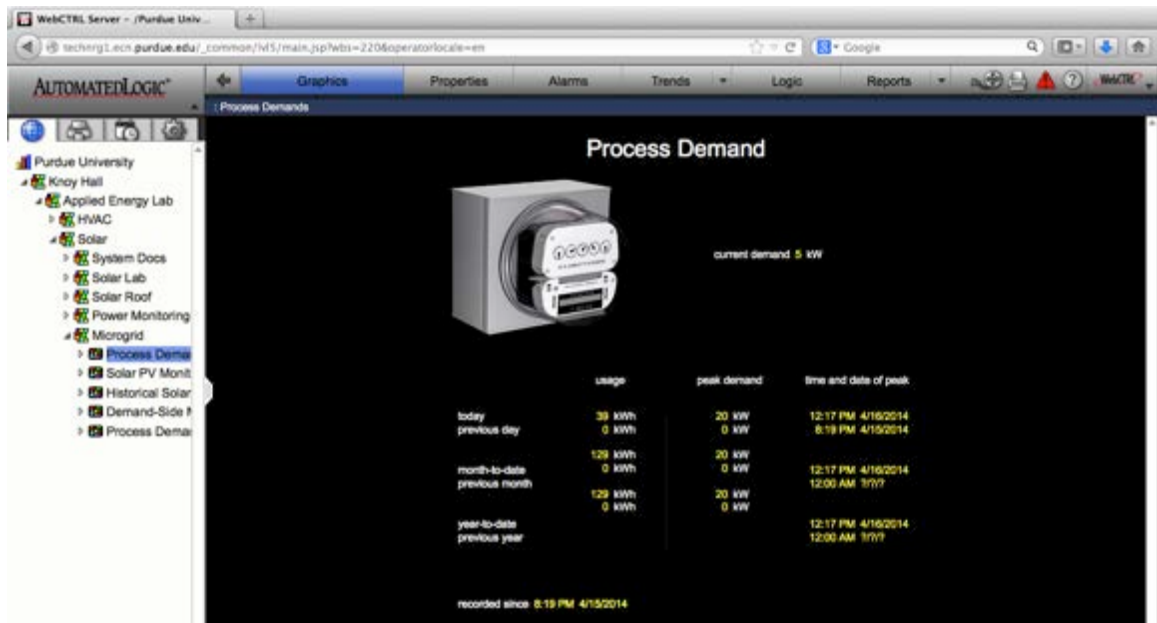 WebCTRL Server - /Purdue Univ...
technrg1.ecn.purdue.edu/_common/lvl5/main.jsp?wbs=220&operatorlocale=en
Google
AUTOMATEDLOGIC
Graphics Properties Alarms Trends Logic Reports WebCTRL
: Process Demands
Purdue University
Knoy Hall
Applied Energy Lab
HVAC
Solar
System Docs
Solar Lab
Solar Roof
Power Monitoring
Microgrid
Process Dema
Solar PV Monit
Historical Solar
Demand-Side M
Process Dema
Process Demand
current demand 5 kW
usage peak demand time and date of peak
today 39 kWh 20 kW 12:17 PM 4/16/2014
previous day 0 kWh 0 kW 8:19 PM 4/15/2014
129 kWh 20 kW
month-to-date 0 kWh 0 kW 12:17 PM 4/16/2014
previous month 12:00 AM ?/?/?
129 kWh 20 kW
0 kWh 0 kW
year-to-date 12:17 PM 4/16/2014
previous year 12:00 AM ?/?/?
recorded since 8:19 PM 4/15/2014